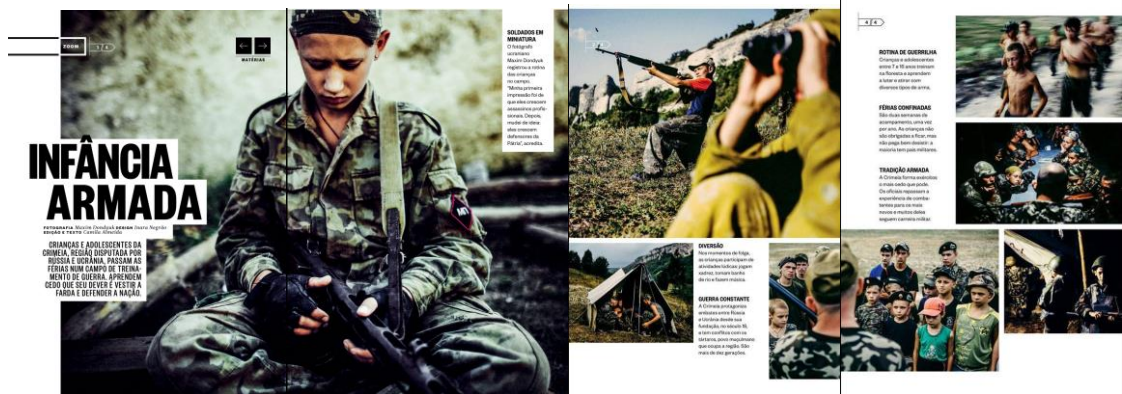 ZOOM
MATÉRIAS
INFÂNCIA
ARMADA
FOTOGRAFIA Maxim Dondyuk DESIGN Inara Negrão
EDIÇÃO E TEXTO Camila Almeida
CRIANÇAS E ADOLESCENTES DA
CRIMEIA, REGIÃO DISPUTADA POR
RÚSSIA E UCRÂNIA, PASSAM AS
FÉRIAS NUM CAMPO DE TREINA-
MENTO DE GUERRA. APRENDEM
CEDO QUE SEU DEVER É VESTIR A
FARDA E DEFENDER A NAÇÃO.
SOLDADOS EM
MINIATURA
O fotógrafo
ucraniano
Maxim Dondyuk
registrou a rotina
das crianças
no campo.
"Minha primeira
impressão foi de
que eles crescem
assassinos profis-
sionais. Depois,
mudei de ideia:
eles crescem
defensores da
Pátria", acredita.
DIVERSÃO
Nos momentos de folga,
as crianças participam de
atividades lúdicas: jogam
xadrez, tomam banho
de rio e fazem música.
GUERRA CONSTANTE
A Crimeia protagoniza
embates entre Rússia
e Ucrânia desde sua
fundação, no século 18,
e tem conflitos com os
tártaros, povo muçulmano
que ocupa a região. São
mais de dez gerações.
4 4
ROTINA DE GUERRILHA
Crianças e adolescentes
entre 7 e 16 anos treinam
na floresta e aprendem
a lutar e atirar com
diversos tipos de arma.
FÉRIAS CONFINADAS
São duas semanas de
acampamento, uma vez
por ano. As crianças não
são obrigadas a ficar, mas
não pega bem desistir: a
maioria tem pais militares.
TRADIÇÃO ARMADA
A Crimeia forma exércitos
o mais cedo que pode.
Os oficiais repassam a
experiência de comba-
tentes para os mais
novos e muitos deles
seguem carreira militar.